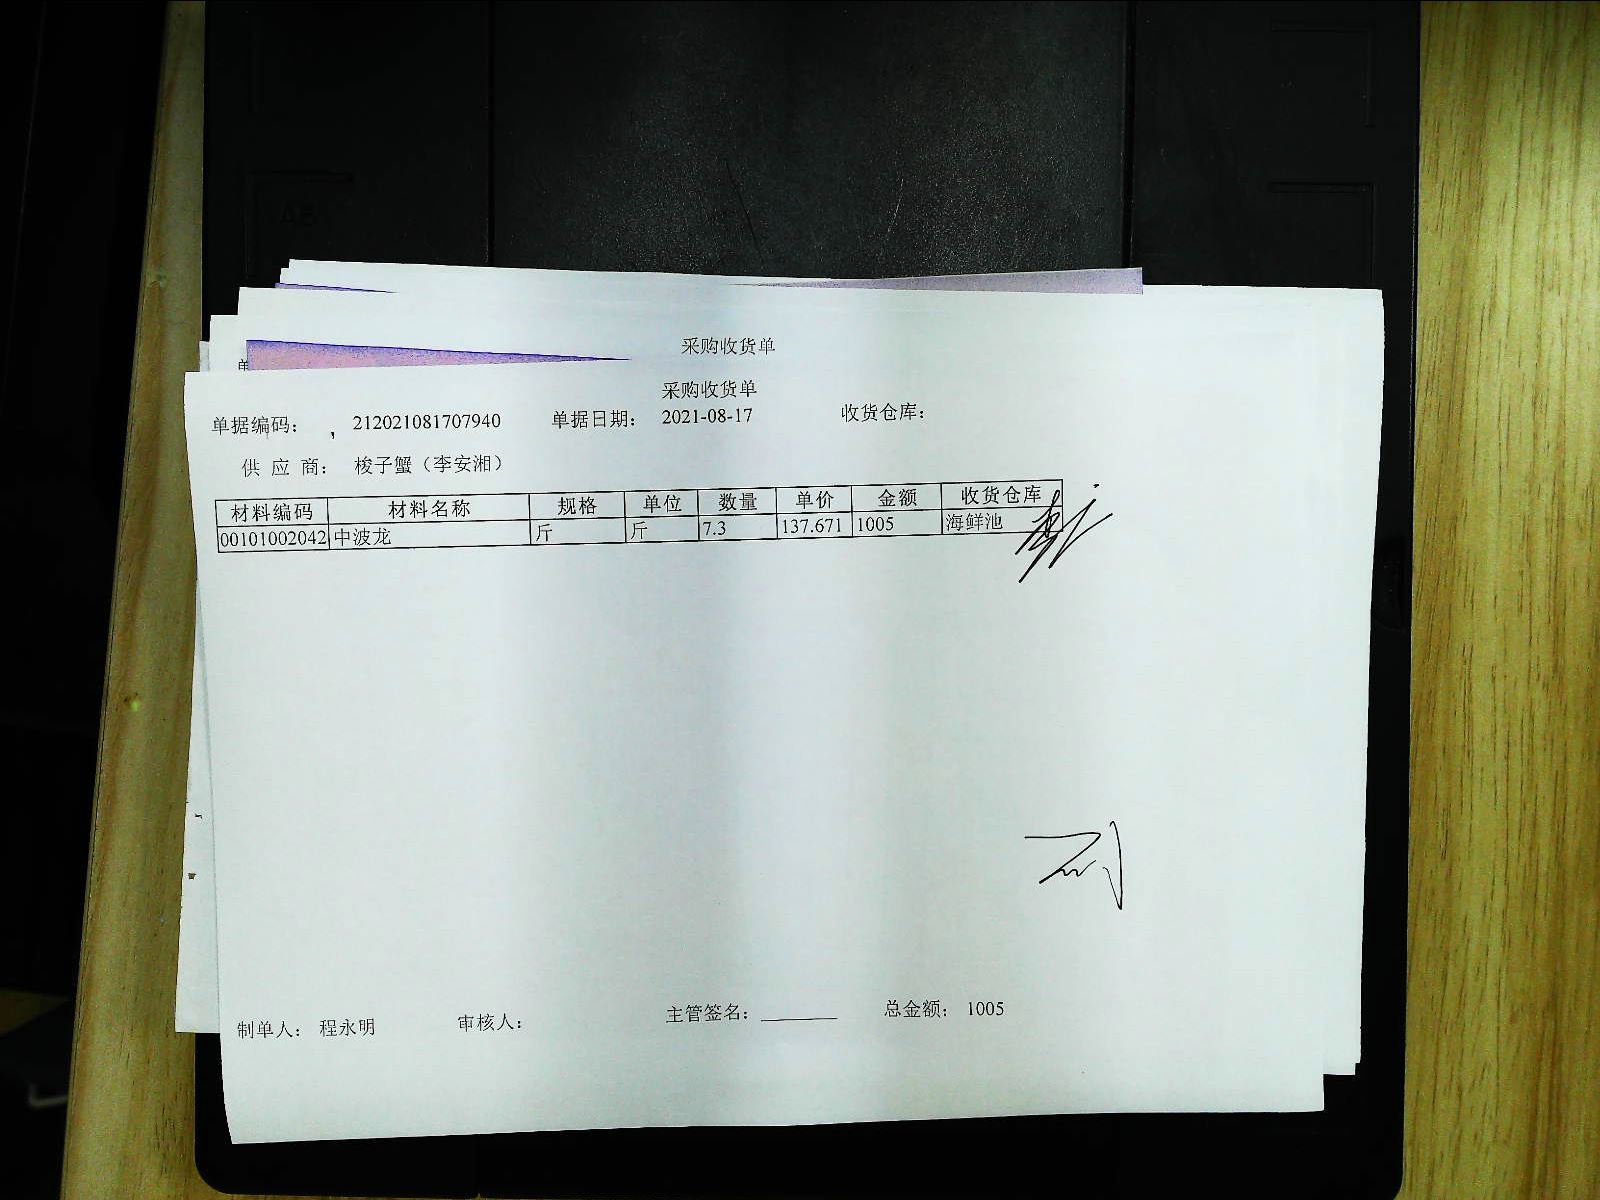 采购收货单
单
采购收货单
单据编码： 212021081707940 单据日期： 2021-08-17 收货仓库：
供 应 商： 梭子蟹（李安湘）
材料编码 材料名称 规格 单位 数量 单价 金额 收货仓库
00101002042 中波龙 斤 斤 7.3 137.671 1005 海鲜池
制单人： 程永明 审核人： 主管签名： 总金额： 1005